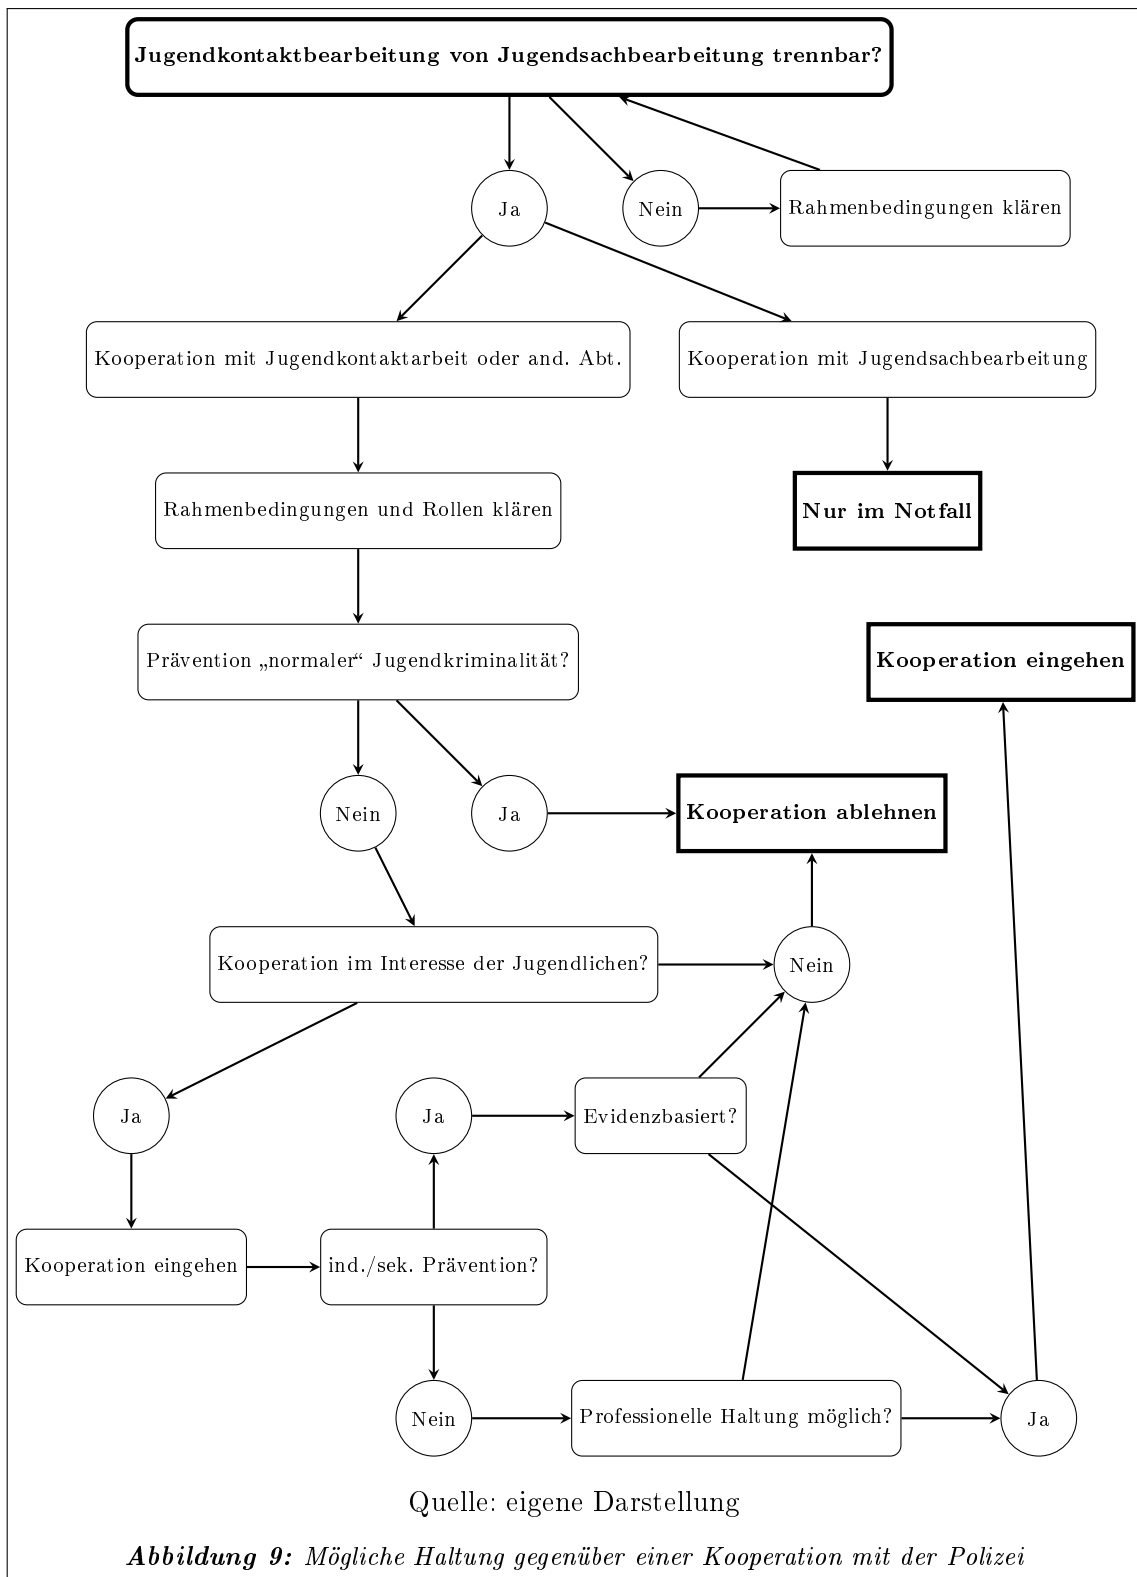 Jugendkontaktbearbeitung von Jugendsachbearbeitung trennbar?
Ja
Nein
Rahmenbedingungen klären
Kooperation mit Jugendkontaktarbeit oder and. Abt.
Kooperation mit Jugendsachbearbeitung
Rahmenbedingungen und Rollen klären
Nur im Notfall
Prävention „normaler“ Jugendkriminalität?
Kooperation eingehen
Nein
Ja
Kooperation ablehnen
Kooperation im Interesse der Jugendlichen?
Nein
Ja
Ja
Evidenzbasiert?
Kooperation eingehen
ind./sek. Prävention?
Nein
Professionelle Haltung möglich?
Ja
Quelle: eigene Darstellung
Abbildung 9: Mögliche Haltung gegenüber einer Kooperation mit der Polizei